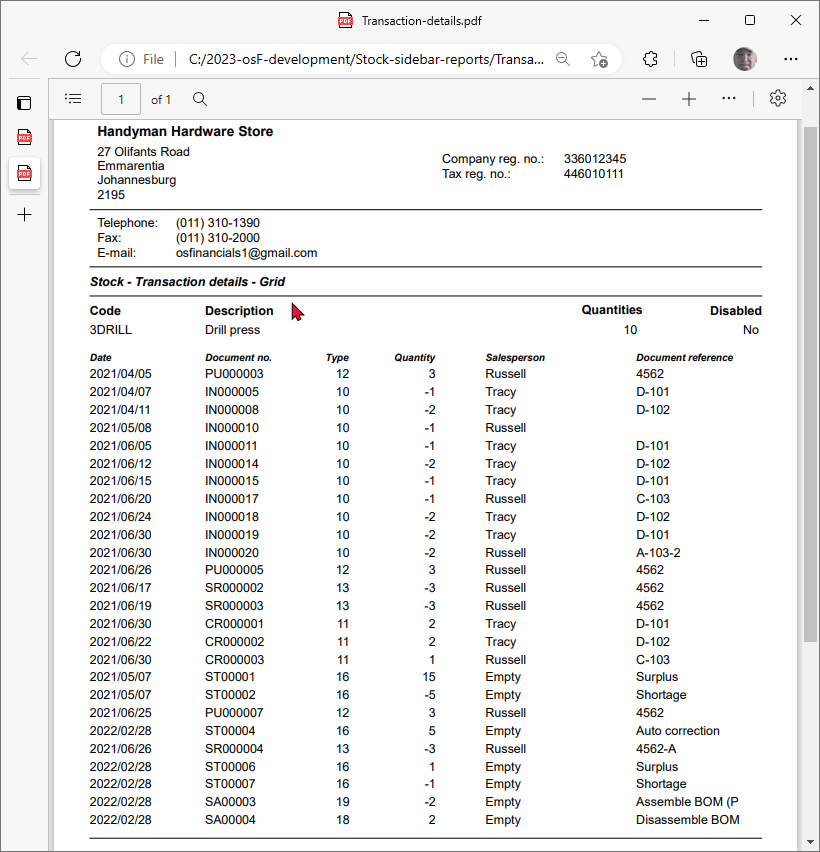 Transaction-details.pdf
File C:/2023-osF-development/Stock-sidebar-reports/Transa...
1 of 1
Handyman Hardware Store
27 Olifants Road
Emmarentia
Johannesburg
2195
Company reg. no.: 336012345
Tax reg. no.: 446010111
Telephone: (011) 310-1390
Fax: (011) 310-2000
E-mail: osfinancials1@gmail.com
Stock - Transaction details - Grid
Code Description Quantities Disabled
3DRILL Drill press 10 No
Date Document no. Type Quantity Salesperson Document reference
2021/04/05 PU000003 12 3 Russell 4562
2021/04/07 IN000005 10 -1 Tracy D-101
2021/04/11 IN000008 10 -2 Tracy D-102
2021/05/08 IN000010 10 -1 Russell
2021/06/05 IN000011 10 -1 Tracy D-101
2021/06/12 IN000014 10 -2 Tracy D-102
2021/06/15 IN000015 10 -1 Tracy D-101
2021/06/20 IN000017 10 -1 Russell C-103
2021/06/24 IN000018 10 -2 Tracy D-102
2021/06/30 IN000019 10 -2 Tracy D-101
2021/06/30 IN000020 10 -2 Russell A-103-2
2021/06/26 PU000005 12 3 Russell 4562
2021/06/17 SR000002 13 -3 Russell 4562
2021/06/19 SR000003 13 -3 Russell 4562
2021/06/30 CR000001 11 2 Tracy D-101
2021/06/22 CR000002 11 2 Tracy D-102
2021/06/30 CR000003 11 1 Russell C-103
2021/05/07 ST00001 16 15 Empty Surplus
2021/05/07 ST00002 16 -5 Empty Shortage
2021/06/25 PU000007 12 3 Russell 4562
2022/02/28 ST00004 16 5 Empty Auto correction
2021/06/26 SR000004 13 -3 Russell 4562-A
2022/02/28 ST00006 16 1 Empty Surplus
2022/02/28 ST00007 16 -1 Empty Shortage
2022/02/28 SA00003 19 -2 Empty Assemble BOM (P
2022/02/28 SA00004 18 2 Empty Disassemble BOM